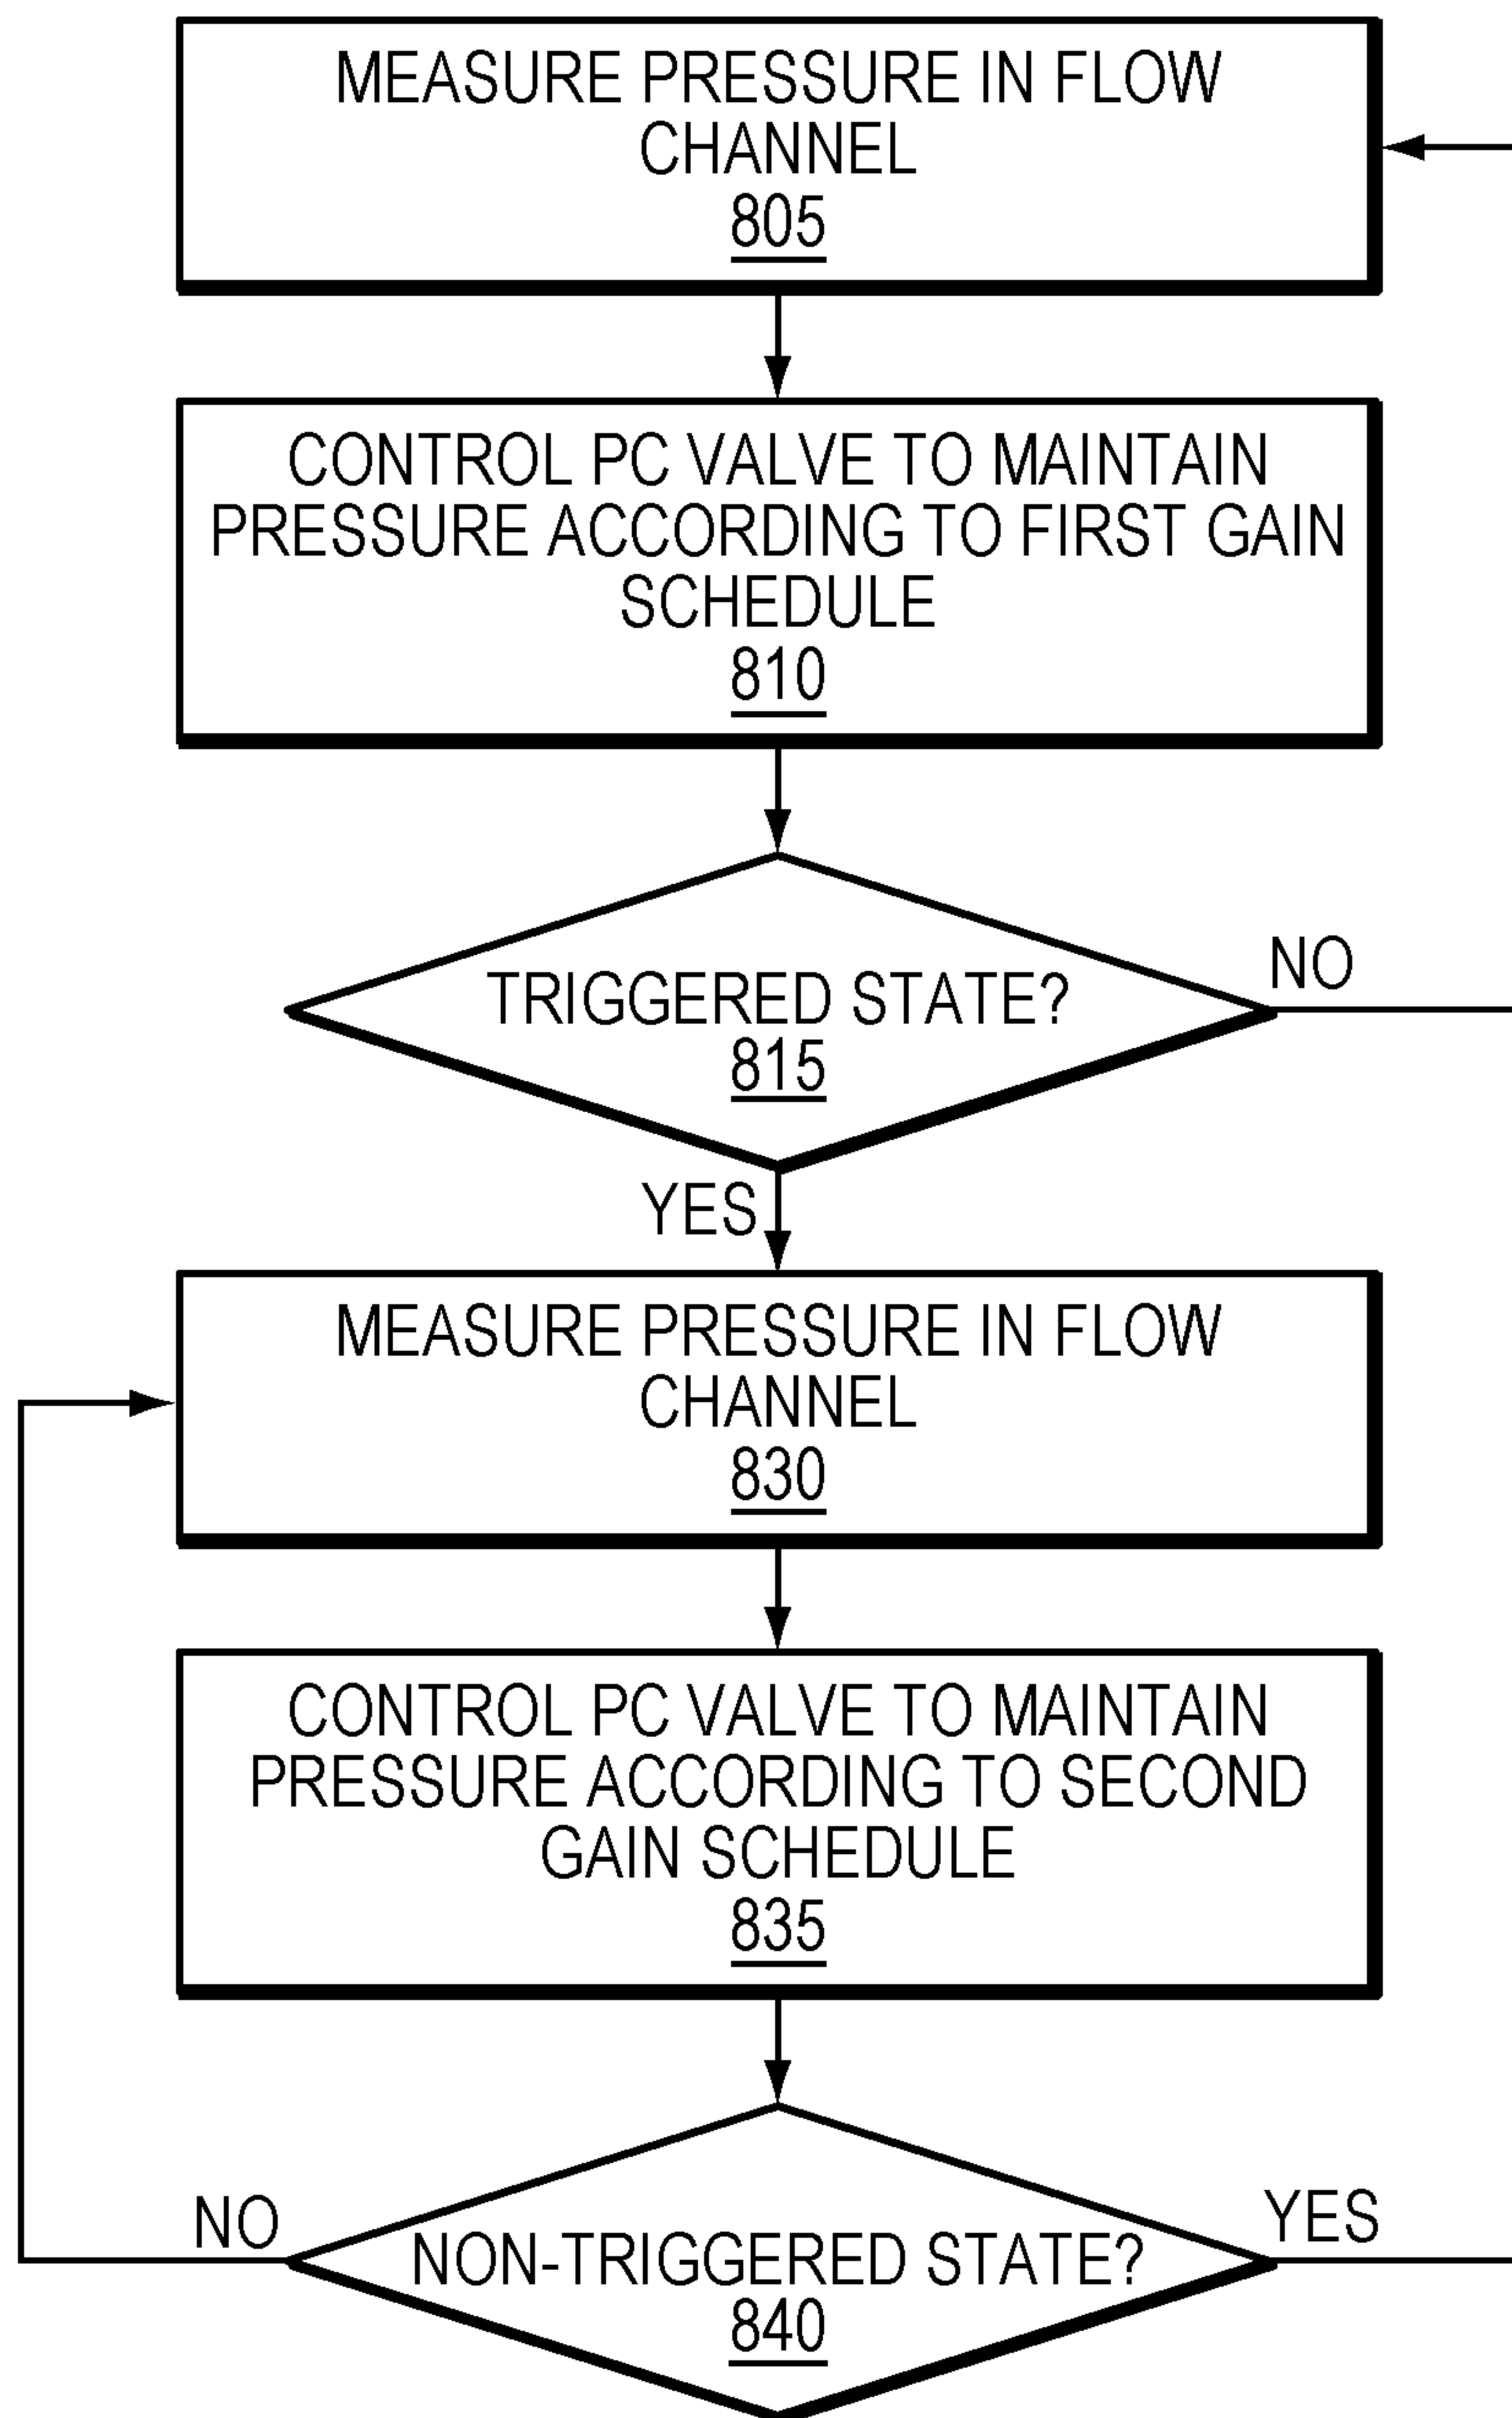 MEASURE PRESSURE IN FLOW
CHANNEL
805
CONTROL PC VALVE TO MAINTAIN
PRESSURE ACCORDING TO FIRST GAIN
SCHEDULE
810
TRIGGERED STATE?
815
NO
YES
MEASURE PRESSURE IN FLOW
CHANNEL
830
CONTROL PC VALVE TO MAINTAIN
PRESSURE ACCORDING TO SECOND
GAIN SCHEDULE
835
NON-TRIGGERED STATE?
840
NO
YES